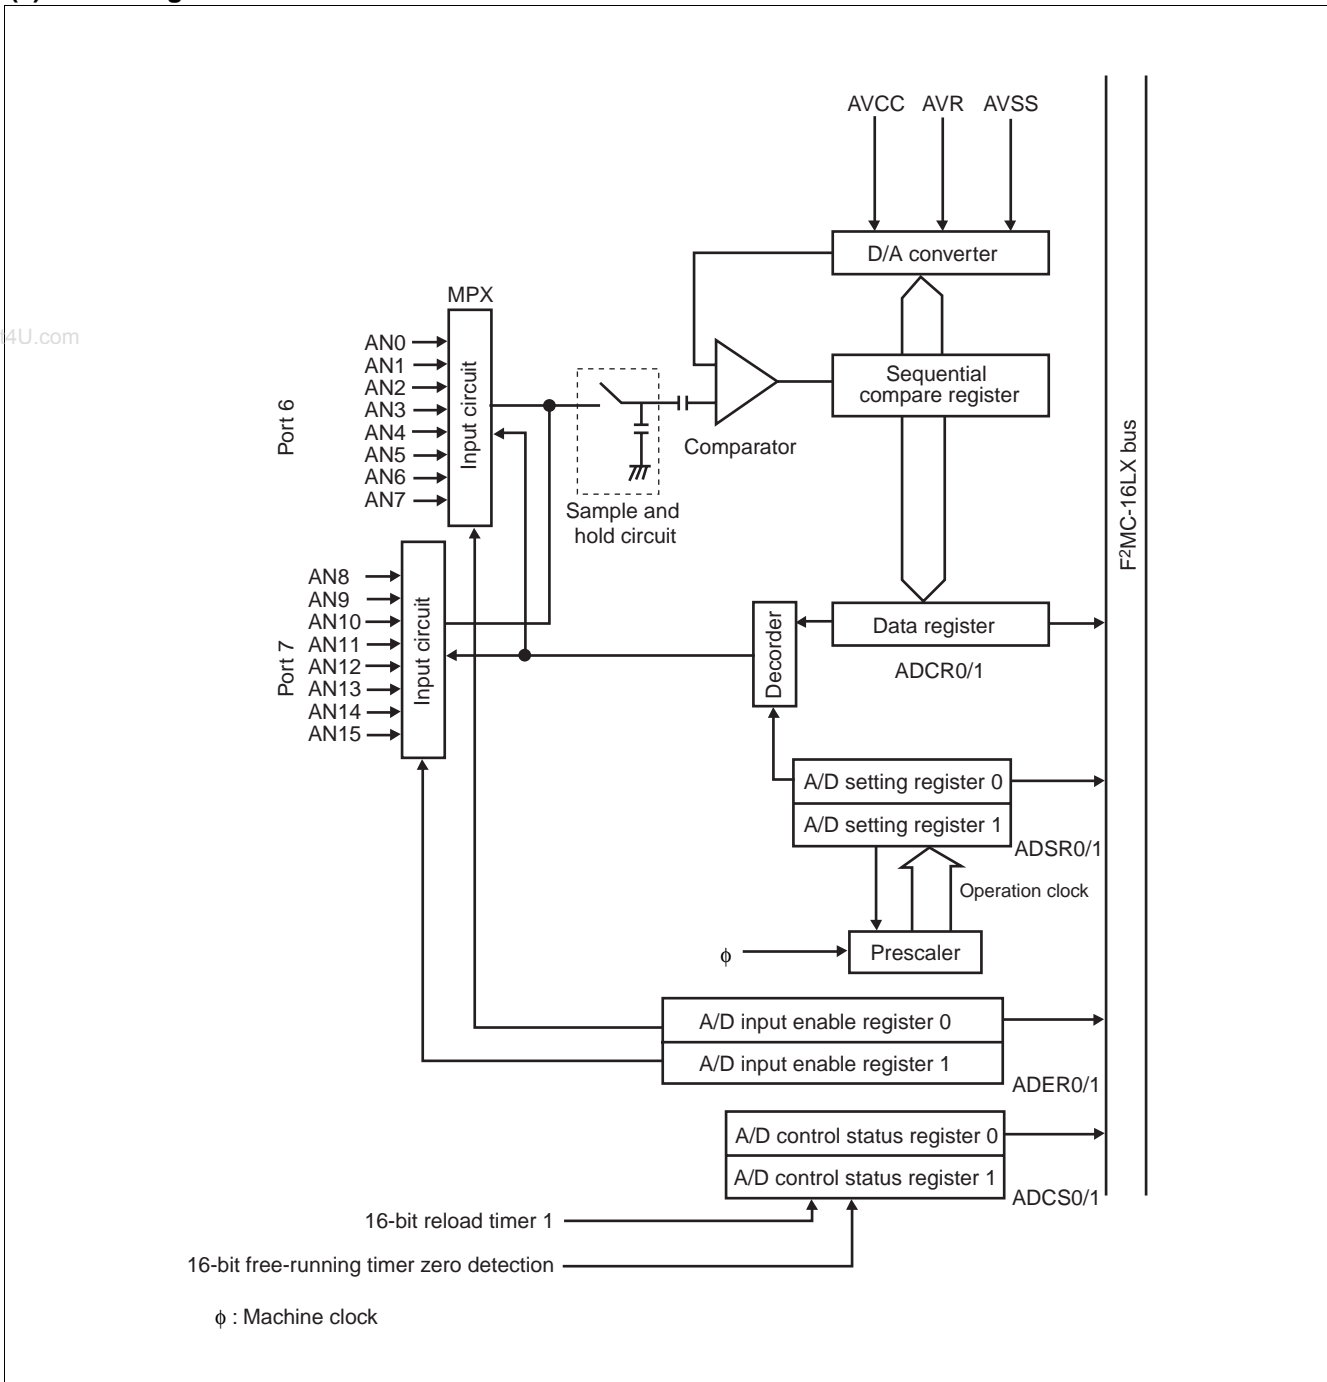 AVCC AVR AVSS
D/A converter
MPX
t4U.com
AN0
AN1
AN2
AN3
AN4
AN5
AN6
AN7
Port 6
Input circuit
Sequential
compare register
Comparator
Sample and
hold circuit
F²MC-16LX bus
AN8
AN9
AN10
AN11
AN12
AN13
AN14
AN15
Port 7
Input circuit
Decorder
Data register
ADCR0/1
A/D setting register 0
A/D setting register 1
ADSR0/1
Operation clock
ϕ
Prescaler
A/D input enable register 0
A/D input enable register 1
ADER0/1
A/D control status register 0
A/D control status register 1
ADCS0/1
16-bit reload timer 1
16-bit free-running timer zero detection
ϕ : Machine clock